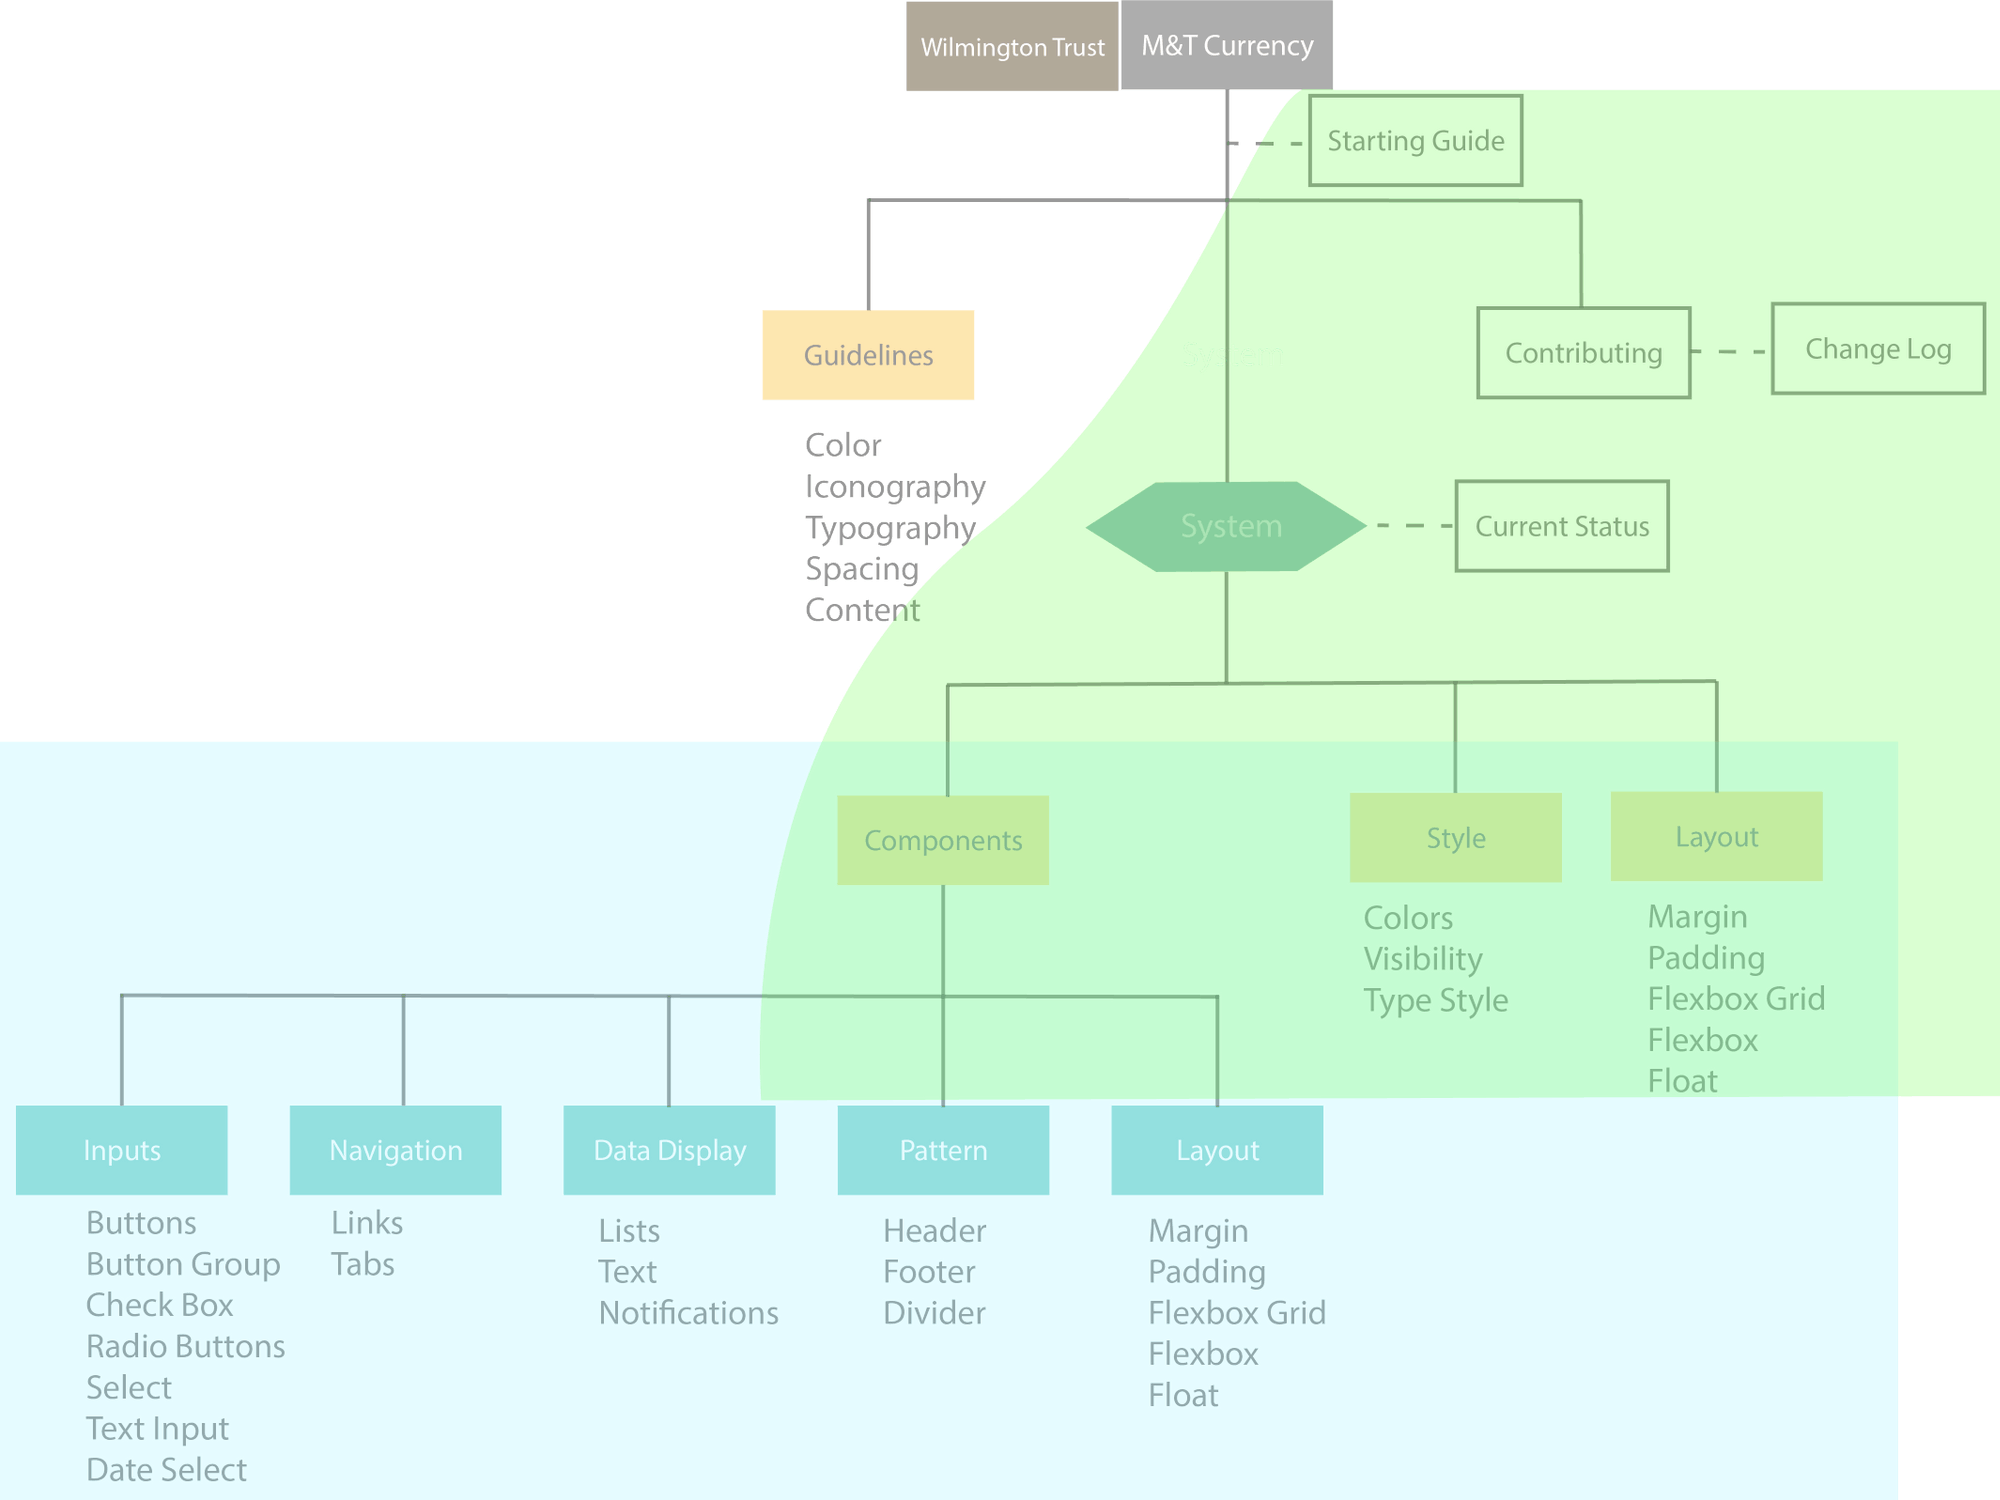 Wilmington Trust
M&T Currency
Starting Guide
Guidelines
System
Contributing
Change Log
Color
Iconography
Typography
Spacing
Content
System
Current Status
Components
Style
Layout
Colors
Visibility
Type Style
Margin
Padding
Flexbox Grid
Flexbox
Float
Inputs
Navigation
Data Display
Pattern
Layout
Buttons
Button Group
Check Box
Radio Buttons
Select
Text Input
Date Select
Links
Tabs
Lists
Text
Notifications
Header
Footer
Divider
Margin
Padding
Flexbox Grid
Flexbox
Float